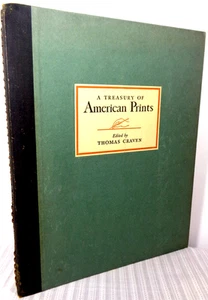 A TREASURY OF
American Prints
Edited by
THOMAS CRAVEN